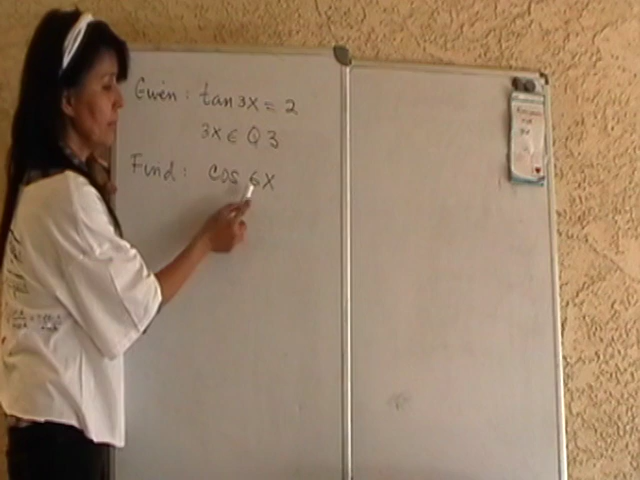 Given: tan 3x = 2
3x ∈ Q 3
Find: cos 6x